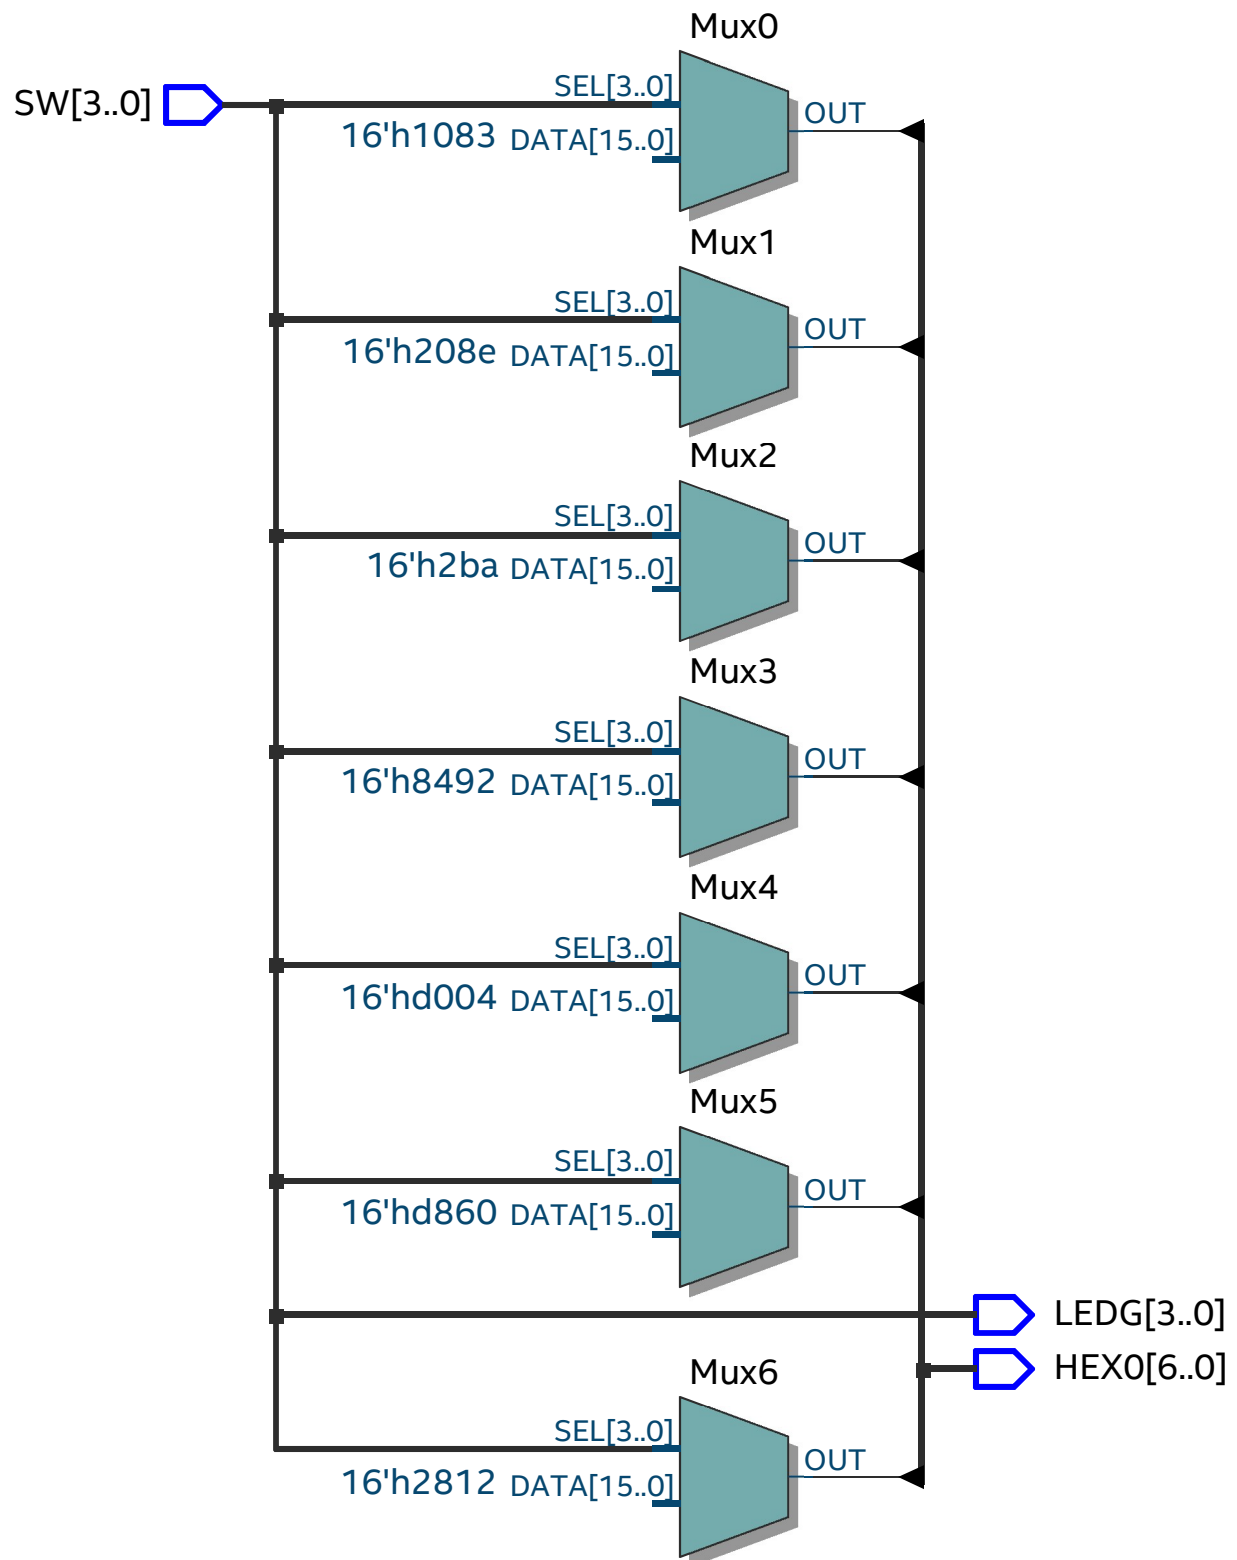 Mux0
SW[3..0]
SEL[3..0]
16'h1083 DATA[15..0]
OUT
Mux1
SEL[3..0]
16'h208e DATA[15..0]
OUT
Mux2
SEL[3..0]
16'h2ba DATA[15..0]
OUT
Mux3
SEL[3..0]
16'h8492 DATA[15..0]
OUT
Mux4
SEL[3..0]
16'hd004 DATA[15..0]
OUT
Mux5
SEL[3..0]
16'hd860 DATA[15..0]
OUT
LEDG[3..0]
HEX0[6..0]
Mux6
SEL[3..0]
16'h2812 DATA[15..0]
OUT